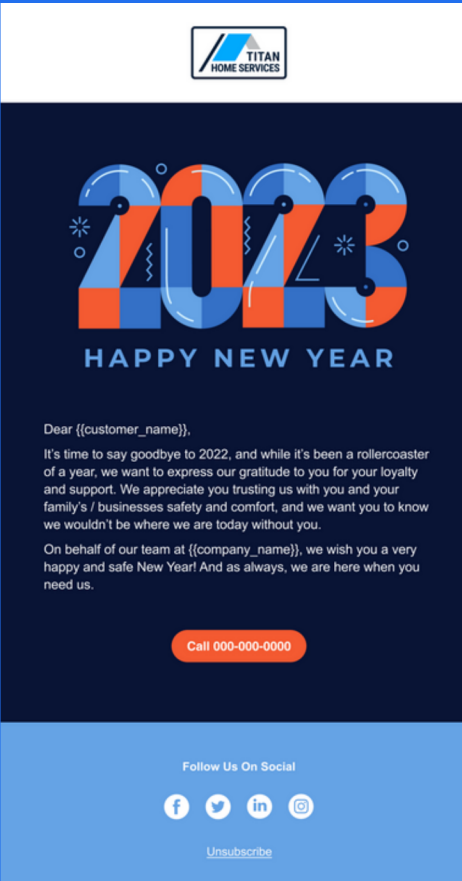 TITAN
HOME SERVICES
2023
HAPPY NEW YEAR
Dear {{customer_name}},
It's time to say goodbye to 2022, and while it's been a rollercoaster
of a year, we want to express our gratitude to you for your loyalty
and support. We appreciate you trusting us with you and your
family's / businesses safety and comfort, and we want you to know
we wouldn't be where we are today without you.
On behalf of our team at {{company_name}}, we wish you a very
happy and safe New Year! And as always, we are here when you
need us.
Call 000-000-0000
Follow Us On Social
Unsubscribe